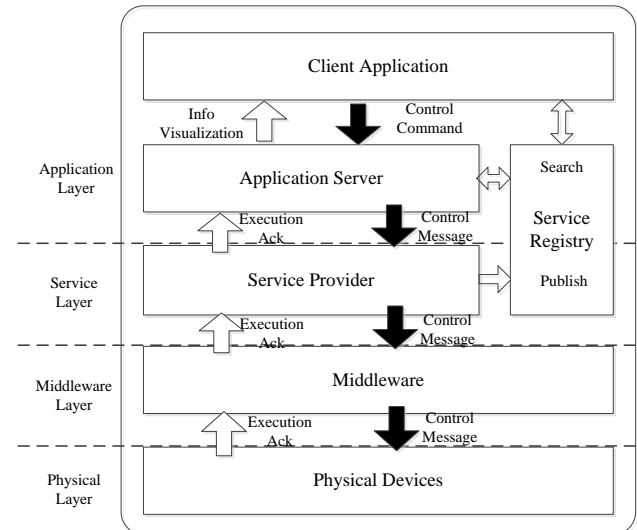 Client Application
Info
Visualization
Control
Command
Application
Layer
Application Server
Search
Service
Registry
Publish
Execution
Ack
Control
Message
Service
Layer
Service Provider
Execution
Ack
Control
Message
Middleware
Layer
Middleware
Execution
Ack
Control
Message
Physical
Layer
Physical Devices